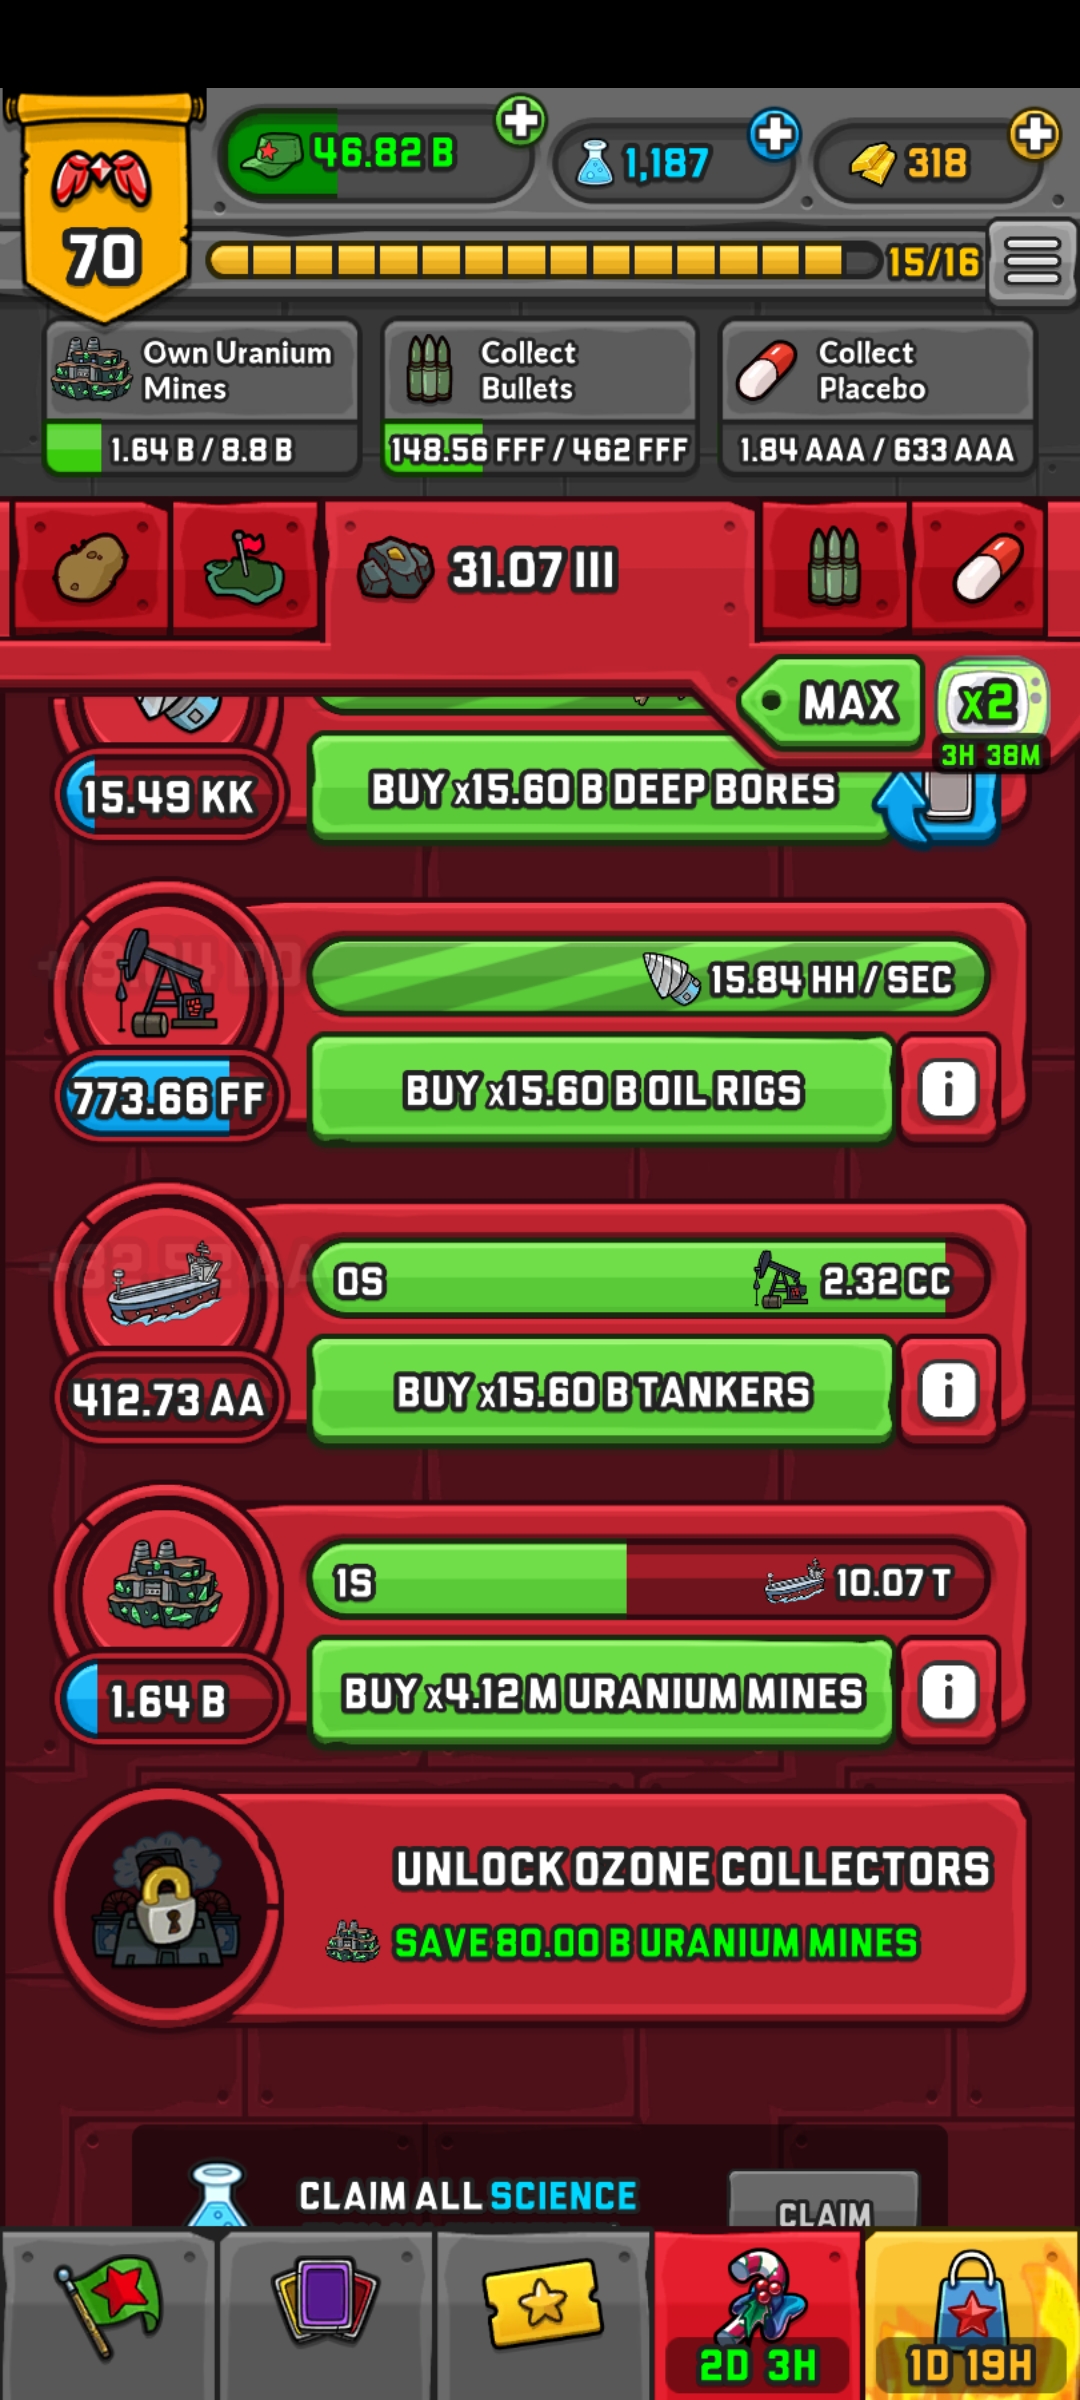 46.82 B
1,187
318
70
15/16
Own Uranium
Mines
1.64 B / 8.8 B
Collect
Bullets
148.56 FFF / 462 FFF
Collect
Placebo
1.84 AAA / 633 AAA
31.07 III
MAX
x2
3H 38M
15.49 KK
BUY x15.60 B DEEP BORES
15.84 HH / SEC
773.66 FF
BUY x15.60 B OIL RIGS
i
0S
2.32 CC
412.73 AA
BUY x15.60 B TANKERS
i
1S
10.07 T
1.64 B
BUY x4.12 M URANIUM MINES
i
UNLOCK OZONE COLLECTORS
SAVE 80.00 B URANIUM MINES
CLAIM ALL SCIENCE
CLAIM
2D 3H
1D 19H